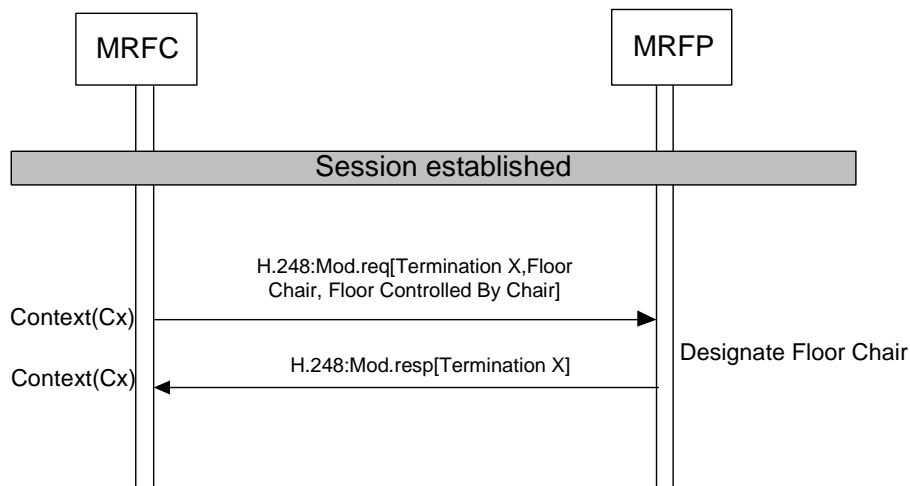 MRFC
MRFP
Session established
H.248:Mod.req[Termination X,Floor
Chair, Floor Controlled By Chair]
Context(Cx)
Designate Floor Chair
H.248:Mod.resp[Termination X]
Context(Cx)